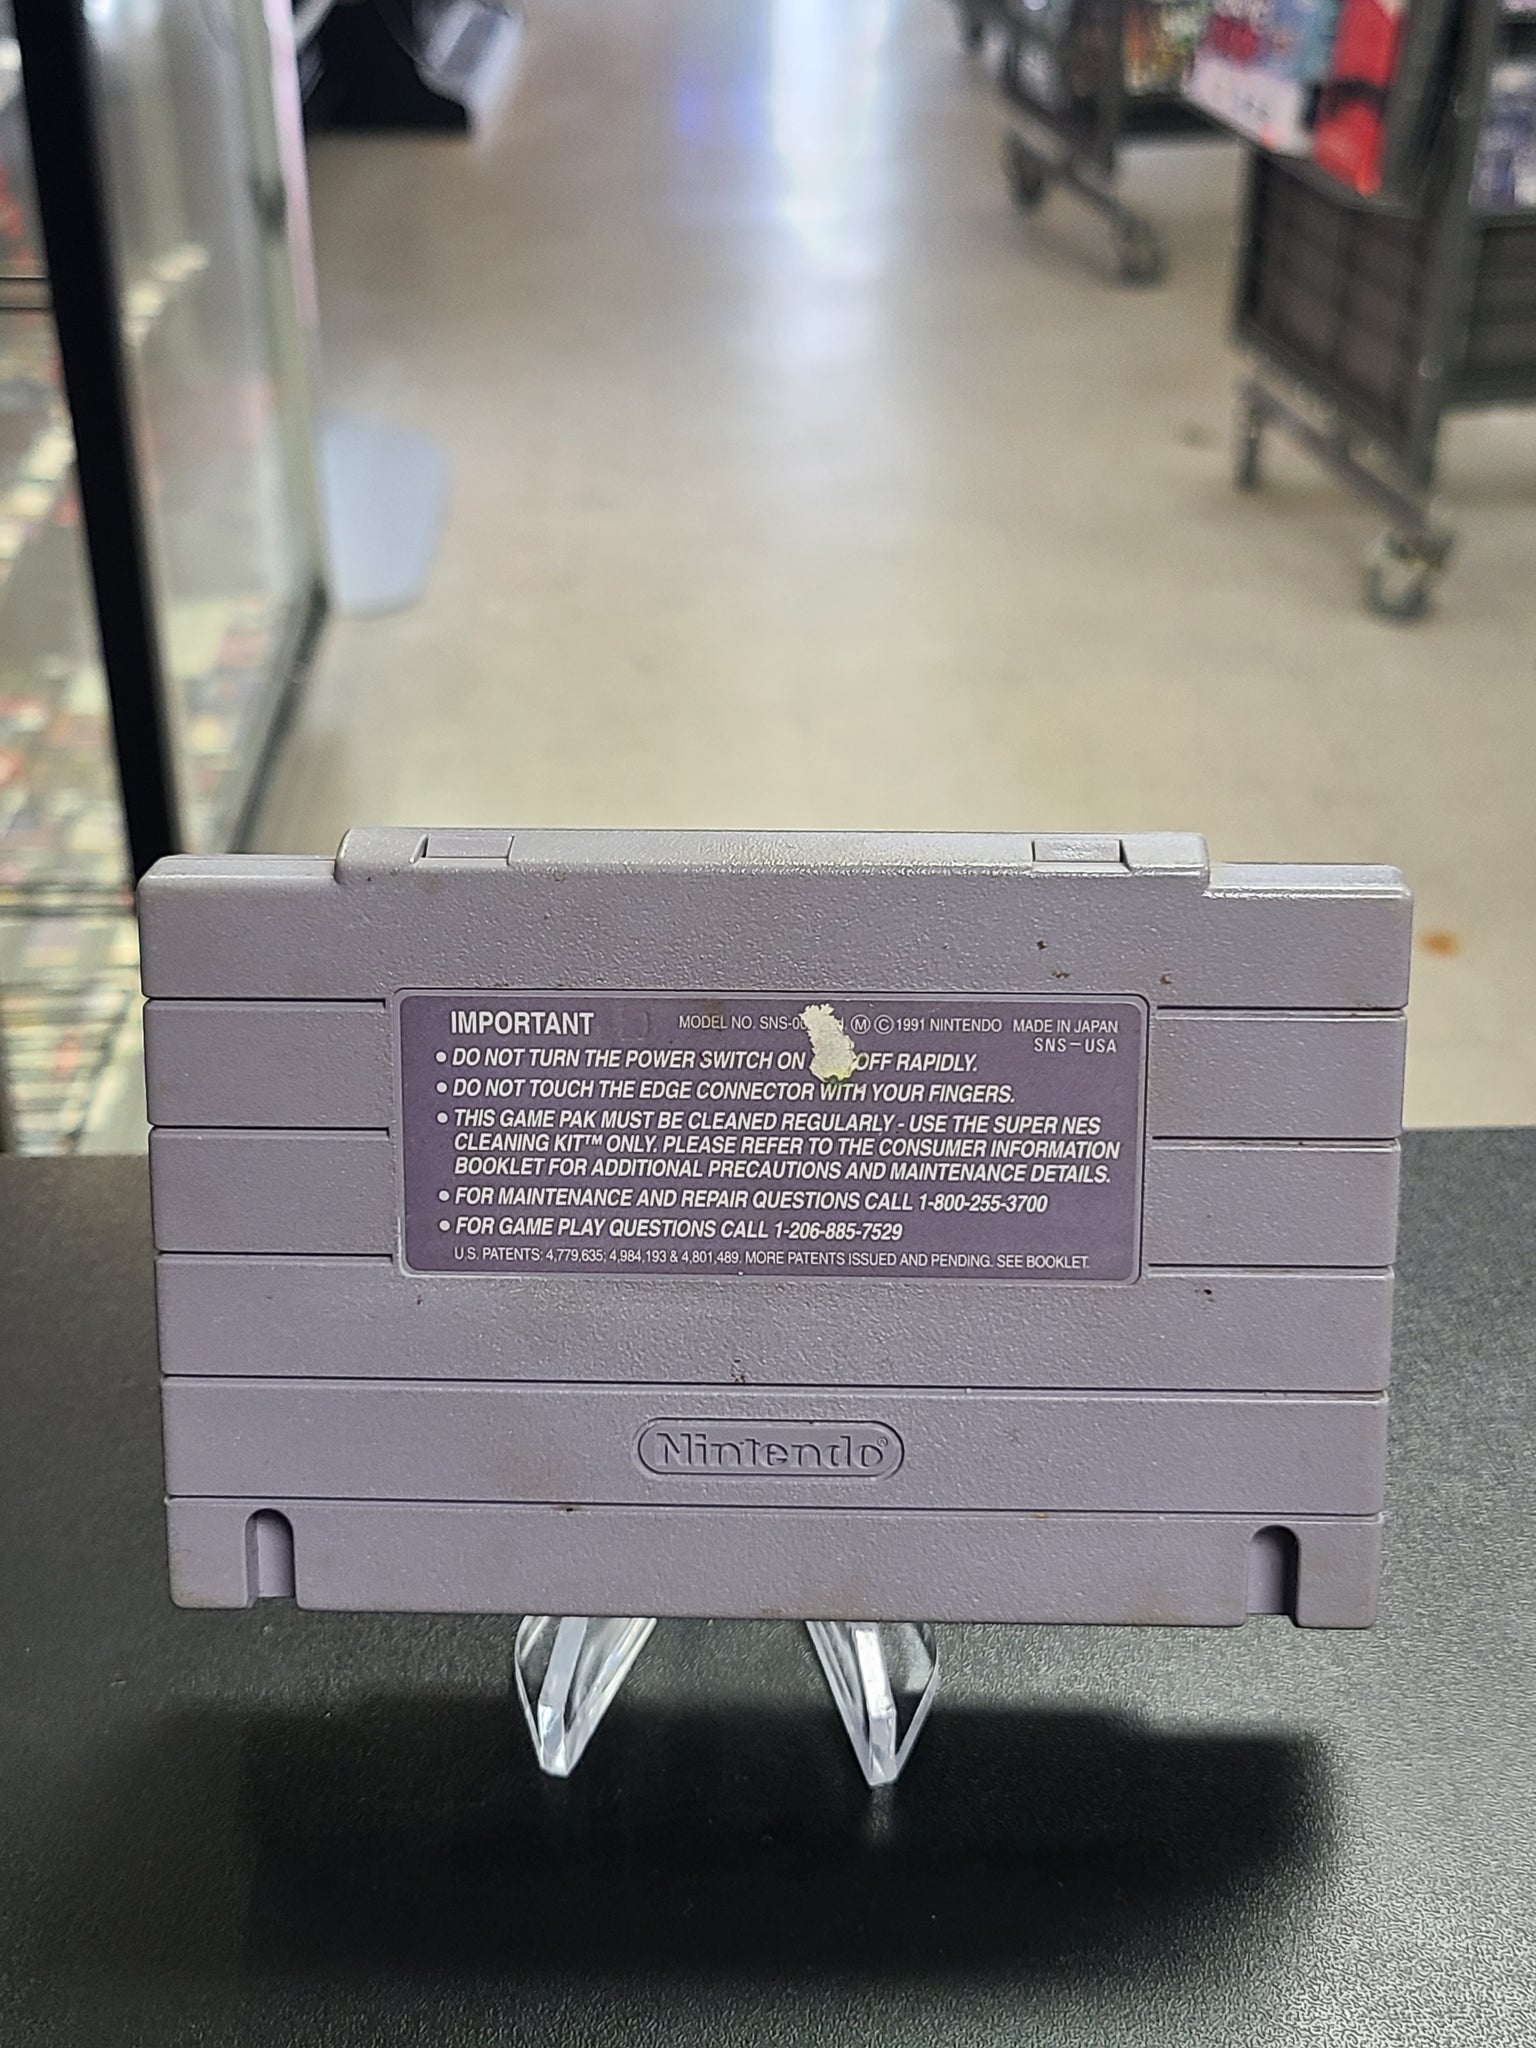 IMPORTANT MODEL NO. SNS- Ⓜ © 1991 NINTENDO MADE IN JAPAN
SNS-USA
• DO NOT TURN THE POWER SWITCH ON OFF RAPIDLY.
• DO NOT TOUCH THE EDGE CONNECTOR WITH YOUR FINGERS.
• THIS GAME PAK MUST BE CLEANED REGULARLY - USE THE SUPER NES
CLEANING KIT™ ONLY. PLEASE REFER TO THE CONSUMER INFORMATION
BOOKLET FOR ADDITIONAL PRECAUTIONS AND MAINTENANCE DETAILS.
• FOR MAINTENANCE AND REPAIR QUESTIONS CALL 1-800-255-3700
• FOR GAME PLAY QUESTIONS CALL 1-206-885-7529
U.S. PATENTS: 4,779,635; 4,984,193 & 4,801,489. MORE PATENTS ISSUED AND PENDING. SEE BOOKLET.
Nintendo®